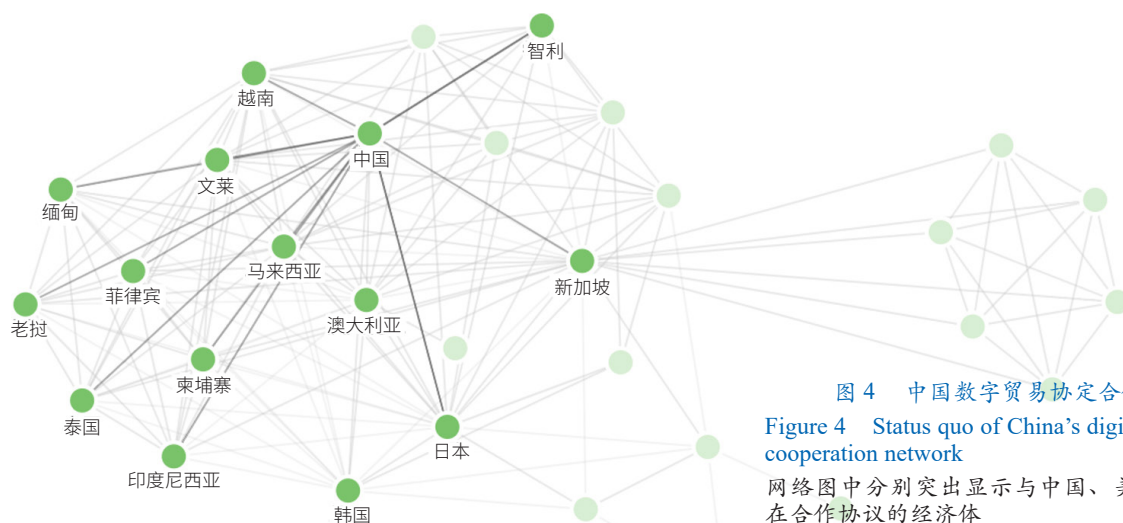 智利
越南
中国
文莱
缅甸
马来西亚
菲律宾
新加坡
老挝
澳大利亚
柬埔寨
泰国
日本
印度尼西亚
韩国
图 4 中国数字贸易协定合
Figure 4 Status quo of China's digi
cooperation network
网络图中分别突出显示与中国、
在合作协议的经济体